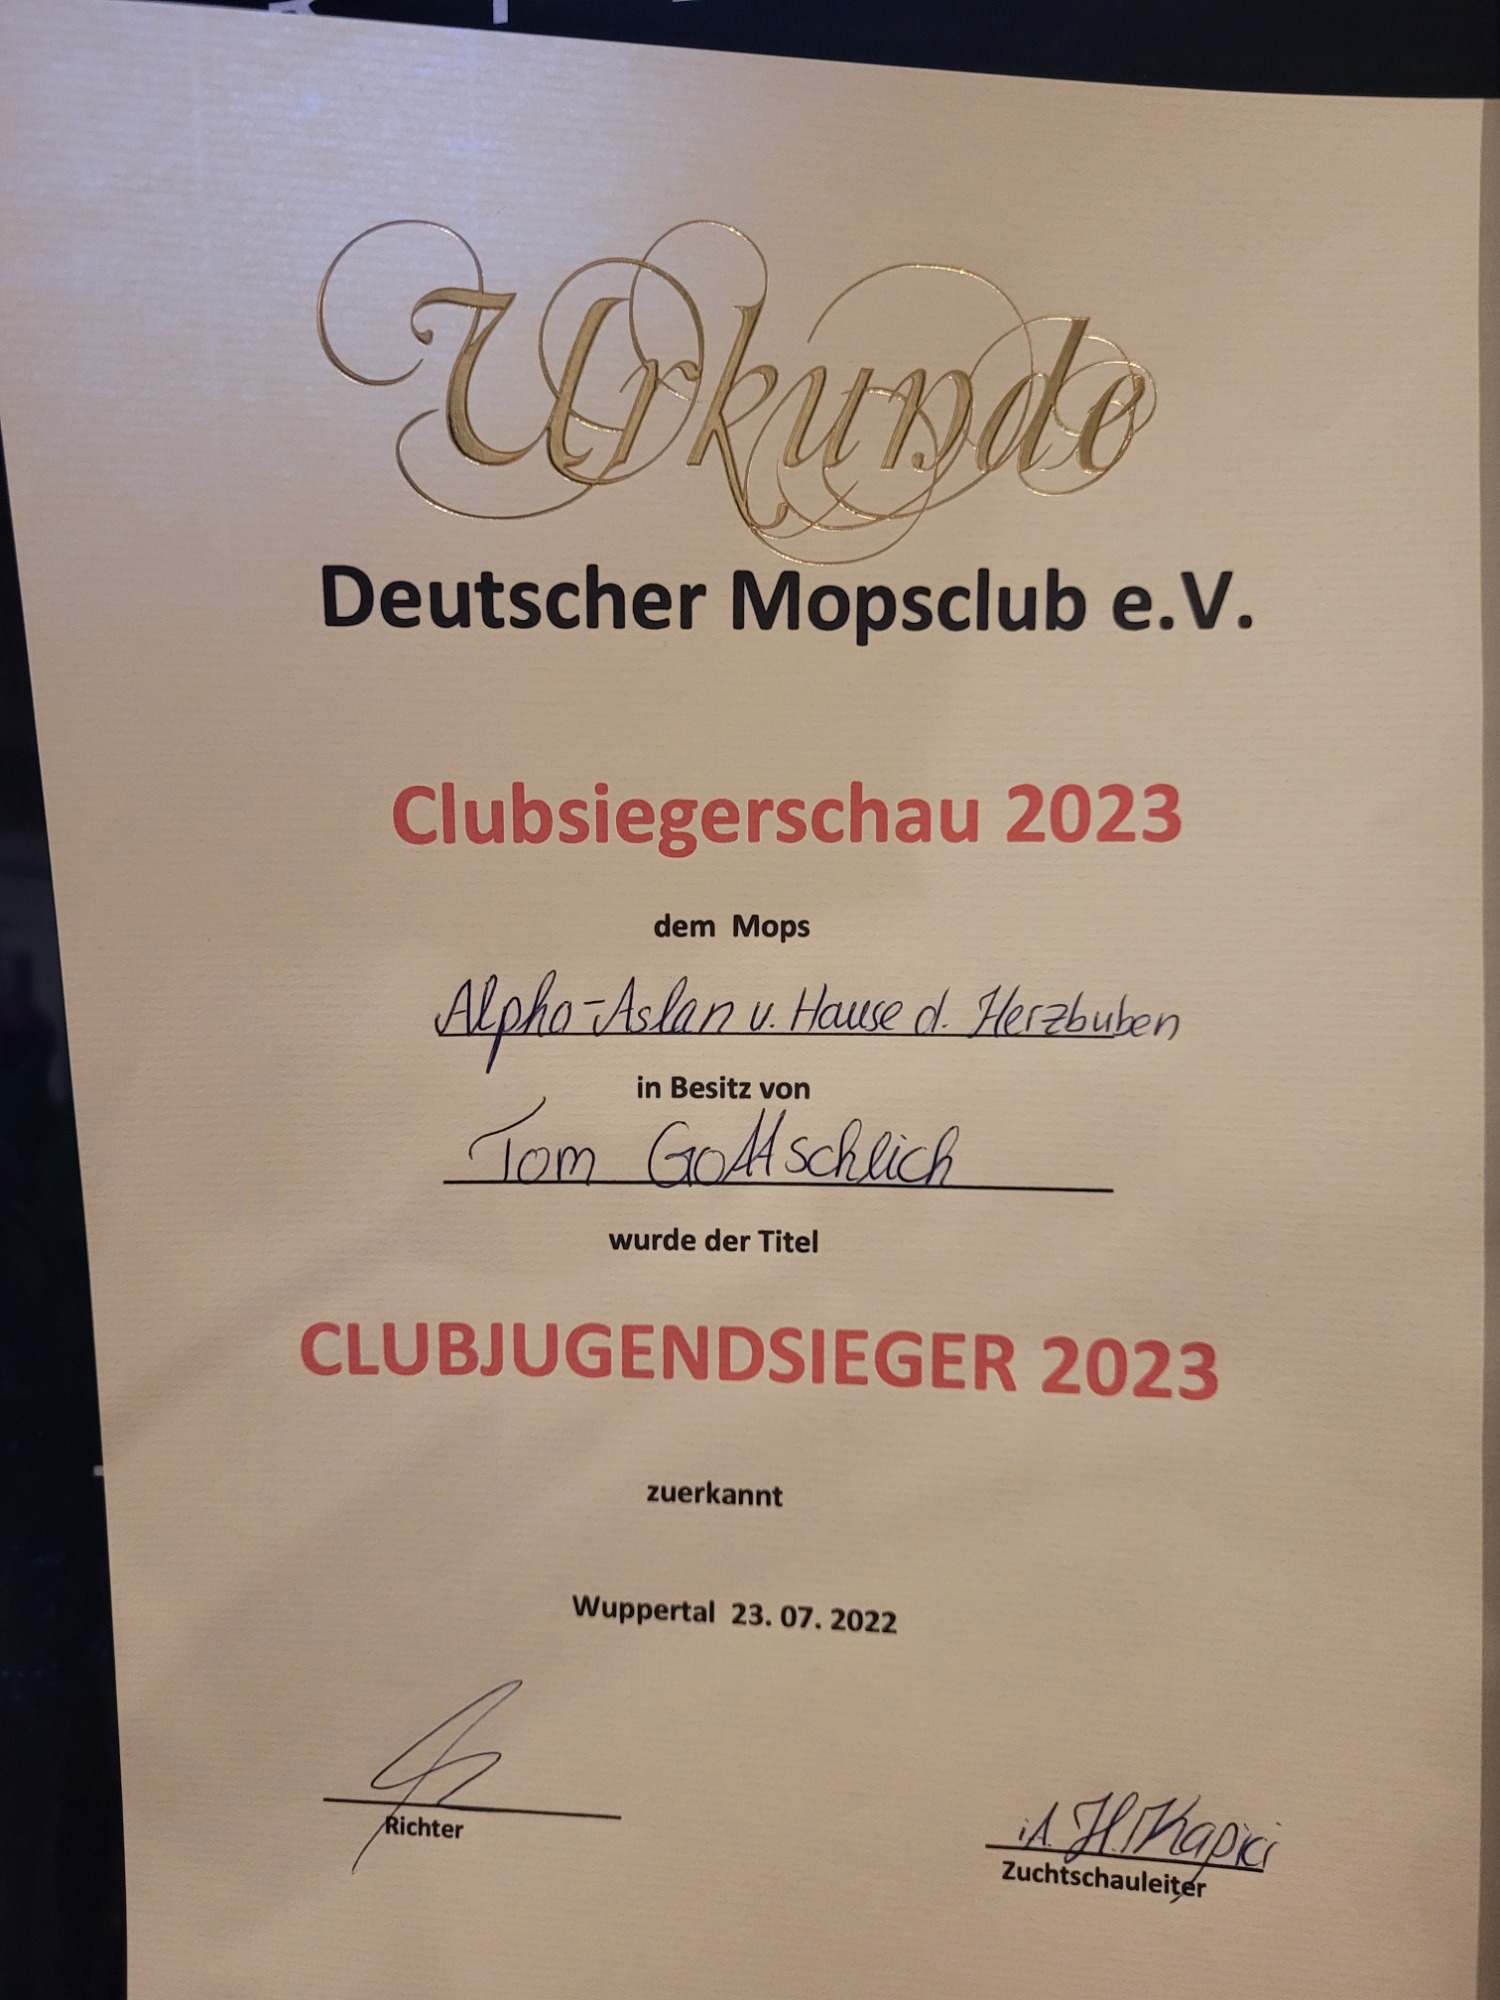 Urkunde
Deutscher Mopsclub e.V.
Clubsiegerschau 2023
dem Mops
Alpha-Aslan v. Hause d. Herzbuben
in Besitz von
Tom Gottschlich
wurde der Titel
CLUBJUGENDSIEGER 2023
zuerkannt
Wuppertal 23. 07. 2022
Richter
i.A. H. Kapici
Zuchtschauleiter